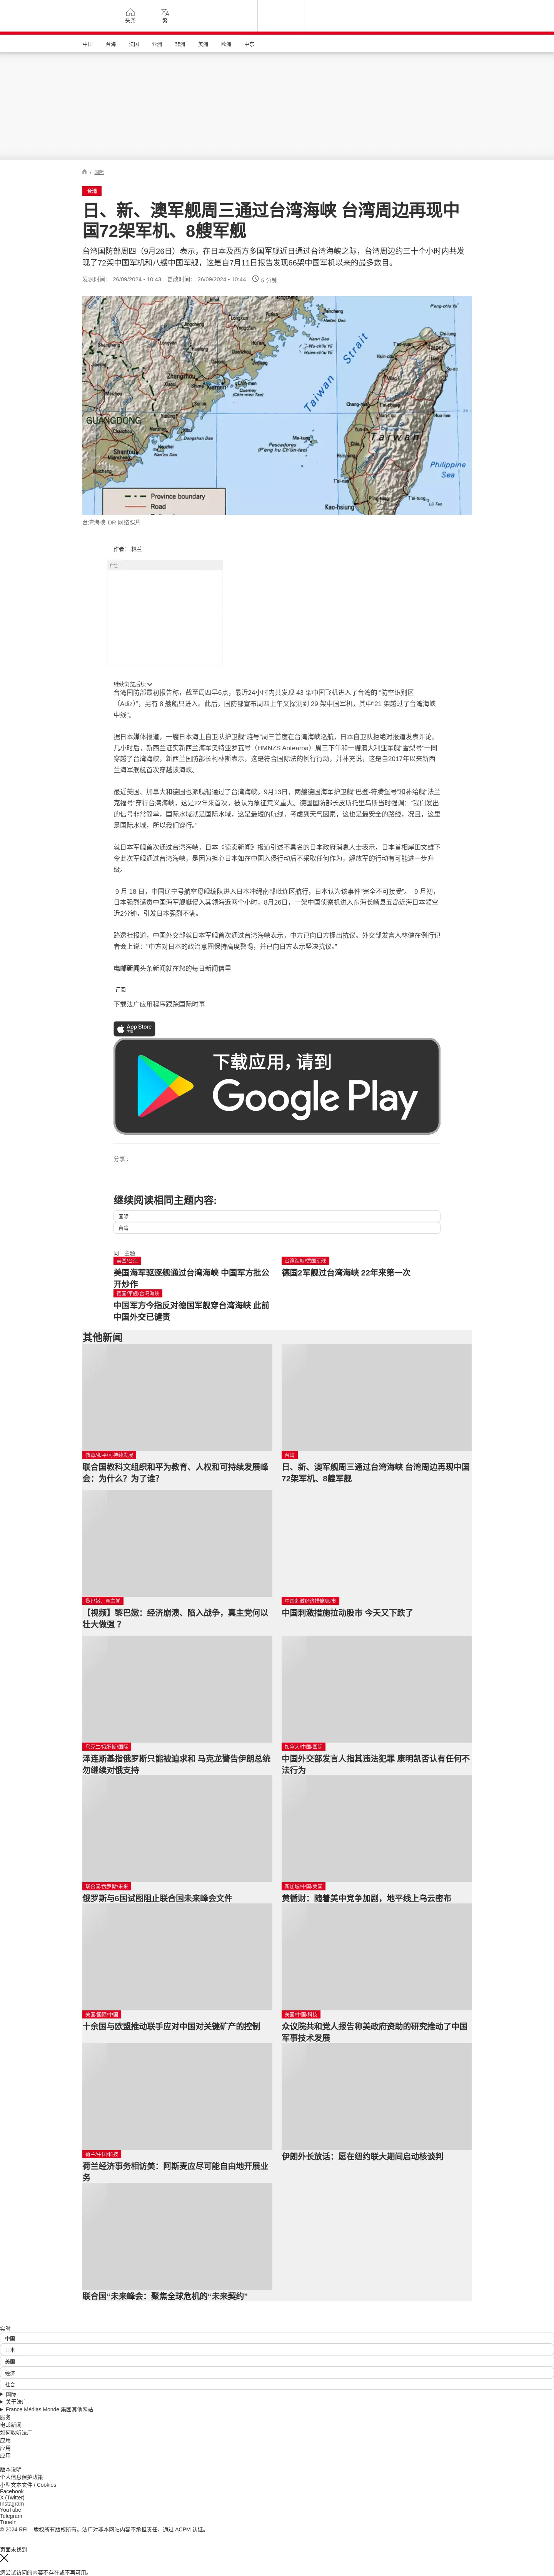 头条
繁
中国
台海
法国
亚洲
非洲
美洲
欧洲
中东
国际
台湾
日、新、澳军舰周三通过台湾海峡 台湾周边再现中
国72架军机、8艘军舰
台湾国防部周四（9月26日）表示，在日本及西方多国军舰近日通过台湾海峡之际，台湾周边约三十个小时内共发
现了72架中国军机和八艘中国军舰，这是自7月11日报告发现66架中国军机以来的最多数目。
发表时间： 26/09/2024 - 10:43 更改时间： 26/09/2024 - 10:44 5 分钟
GUANGDONG
Taiwan Strait
Taiwan
Philippine
Sea
Pescadores
(P'eng-hu Ch'ün-tao)
Province boundary
Road
台湾海峡 DR 网络照片
作者： 林兰
广告
继续浏览后续
台湾国防部最初报告称，截至周四早6点，最近24小时内共发现 43 架中国飞机进入了台湾的 “防空识别区
（Adiz）”，另有 8 艘船只进入。此后，国防部宣布周四上午又探测到 29 架中国军机，其中“21 架越过了台湾海峡
中线”。
据日本媒体报道，一艘日本海上自卫队护卫舰“涟号”周三首度在台湾海峡巡航，日本自卫队拒绝对报道发表评论。
几小时后，新西兰证实新西兰海军奥特亚罗瓦号（HMNZS Aotearoa）周三下午和一艘澳大利亚军舰“雪梨号”一同
穿越了台湾海峡，新西兰国防部长柯林斯表示，这是符合国际法的例行行动，并补充说，这是自2017年以来新西
兰海军舰艇首次穿越该海峡。
最近美国、加拿大和德国也派舰船通过了台湾海峡。9月13日，两艘德国海军护卫舰“巴登-符腾堡号”和补给舰“法兰
克福号”穿行台湾海峡，这是22年来首次，被认为象征意义重大。德国国防部长皮斯托里乌斯当时强调：“我们发出
的信号非常简单，国际水域就是国际水域，这是最短的航线，考虑到天气因素，这也是最安全的路线，况且，这里
是国际水域，所以我们穿行。”
就日本军舰首次通过台湾海峡，日本《读卖新闻》报道引述不具名的日本政府消息人士表示，日本首相岸田文雄下
令此次军舰通过台湾海峡，是因为担心日本如在中国入侵行动后不采取任何作为，解放军的行动有可能进一步升
级。
９月 18 日，中国辽宁号航空母舰编队进入日本冲绳南部毗连区航行，日本认为该事件“完全不可接受”。 ９月初，
日本强烈谴责中国海军舰艇侵入其领海近两个小时。8月26日，一架中国侦察机进入东海长崎县五岛近海日本领空
近2分钟，引发日本强烈不满。
路透社报道，中国外交部就日本军舰首次通过台湾海峡表示，中方已向日方提出抗议。外交部发言人林健在例行记
者会上说：“中方对日本的政治意图保持高度警惕，并已向日方表示坚决抗议。”
电邮新闻头条新闻就在您的每日新闻信里
订阅
下载法广应用程序跟踪国际时事
App Store
下载
下载应用，请到
Google Play
分享 :
继续阅读相同主题内容:
国际
台湾
同一主题
美国/台海
美国海军驱逐舰通过台湾海峡 中国军方批公
开炒作
台湾海峡/德国军舰
德国2军舰过台湾海峡 22年来第一次
德国/军舰/台湾海峡
中国军方今指反对德国军舰穿台湾海峡 此前
中国外交已谴责
其他新闻
教育/和平/可持续发展
联合国教科文组织和平为教育、人权和可持续发展峰
会：为什么？为了谁?
台湾
日、新、澳军舰周三通过台湾海峡 台湾周边再现中国
72架军机、8艘军舰
黎巴嫩，真主党
【视频】黎巴嫩：经济崩溃、陷入战争，真主党何以
壮大做强 ?
中国刺激经济措施/股市
中国刺激措施拉动股市 今天又下跌了
乌克兰/俄罗斯/国际
泽连斯基指俄罗斯只能被迫求和 马克龙警告伊朗总统
勿继续对俄支持
加拿大/中国/国际
中国外交部发言人指其违法犯罪 康明凯否认有任何不
法行为
联合国/俄罗斯/未来
俄罗斯与6国试图阻止联合国未来峰会文件
新加坡/中国/美国
黄循财：随着美中竞争加剧，地平线上乌云密布
美国/国际/中国
十余国与欧盟推动联手应对中国对关键矿产的控制
美国/中国/科技
众议院共和党人报告称美政府资助的研究推动了中国
军事技术发展
荷兰/中国/科技
荷兰经济事务相访美：阿斯麦应尽可能自由地开展业
务
伊朗外长放话：愿在纽约联大期间启动核谈判
联合国“未来峰会：聚焦全球危机的“未来契约”
实时
中国
日本
美国
经济
社会
国际
关于法广
France Médias Monde 集团其他网站
服务
电邮新闻
如何收听法广
应用
应用
应用
版本说明
个人信息保护政策
小型文本文件 / Cookies
Facebook
X (Twitter)
Instagram
YouTube
Telegram
TuneIn
© 2024 RFI – 版权所有版权所有。法广对非本网站内容不承担责任。通过 ACPM 认证。
页面未找到
您尝试访问的内容不存在或不再可用。